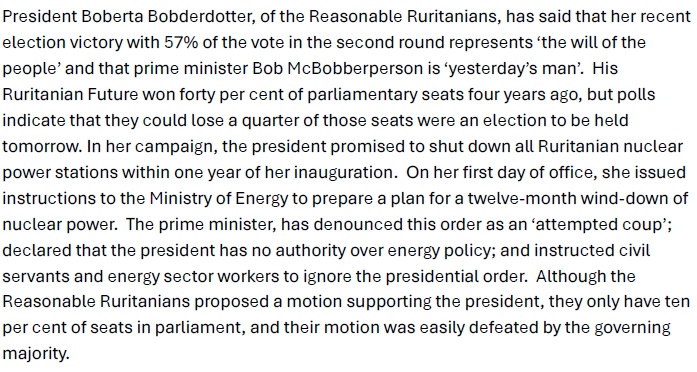 President Boberta Bobderdotter, of the Reasonable Ruritanians, has said that her recent
election victory with 57% of the vote in the second round represents ‘the will of the
people’ and that prime minister Bob McBobberperson is ‘yesterday’s man’.  His
Ruritanian Future won forty per cent of parliamentary seats four years ago, but polls
indicate that they could lose a quarter of those seats were an election to be held
tomorrow. In her campaign, the president promised to shut down all Ruritanian nuclear
power stations within one year of her inauguration.  On her first day of office, she issued
instructions to the Ministry of Energy to prepare a plan for a twelve-month wind-down of
nuclear power.  The prime minister, has denounced this order as an ‘attempted coup’;
declared that the president has no authority over energy policy; and instructed civil
servants and energy sector workers to ignore the presidential order.  Although the
Reasonable Ruritanians proposed a motion supporting the president, they only have ten
per cent of seats in parliament, and their motion was easily defeated by the governing
majority.